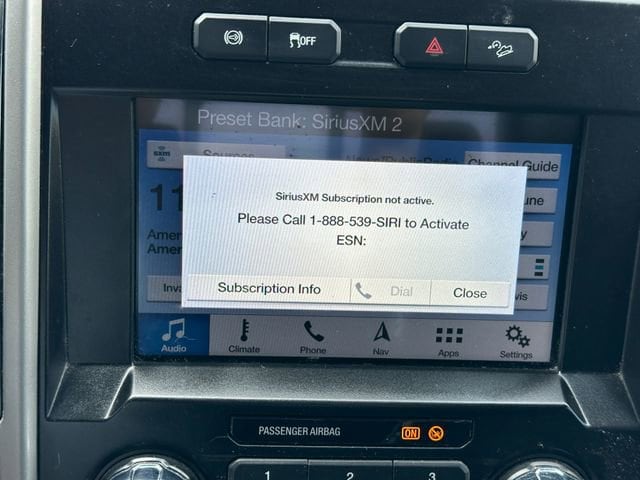 OFF
Preset Bank: SiriusXM 2
sxm
Sources
Channel Guide
SiriusXM Subscription not active.
Please Call 1-888-539-SIRI to Activate
ESN:
Subscription Info
Dial
Close
Audio
Climate
Phone
Nav
Apps
Settings
PASSENGER AIRBAG
ON
1
2
3